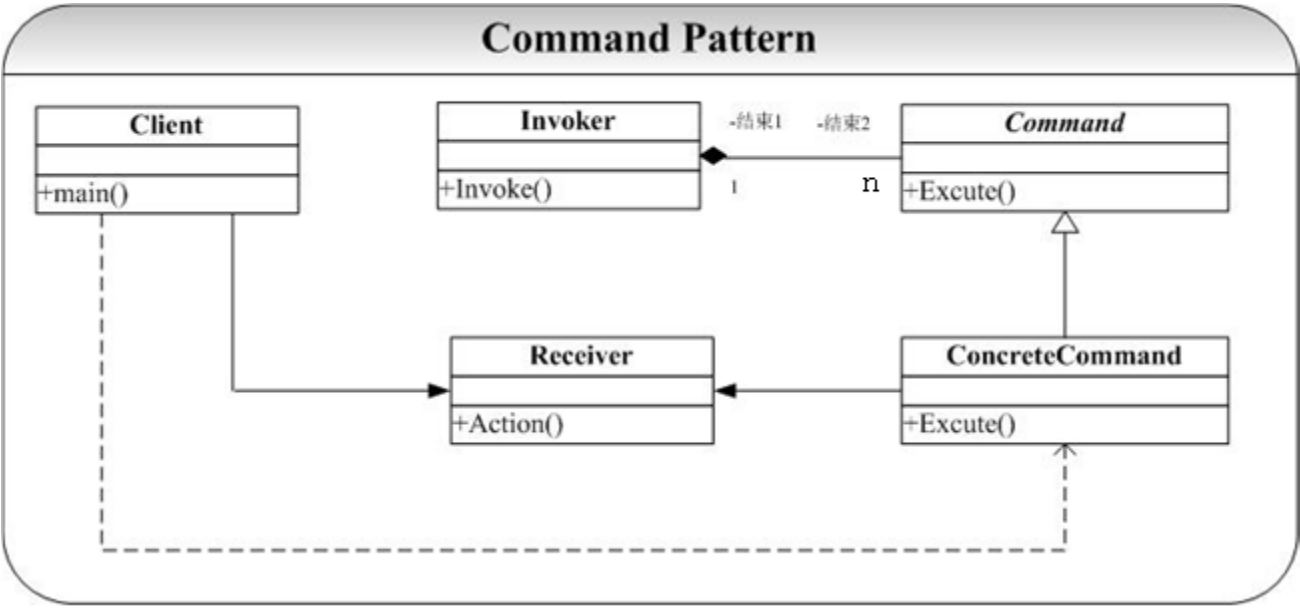 Command Pattern
Client
+main()
Invoker
+Invoke()
-结束1
-结束2
1
n
Command
+Excute()
Receiver
+Action()
ConcreteCommand
+Excute()